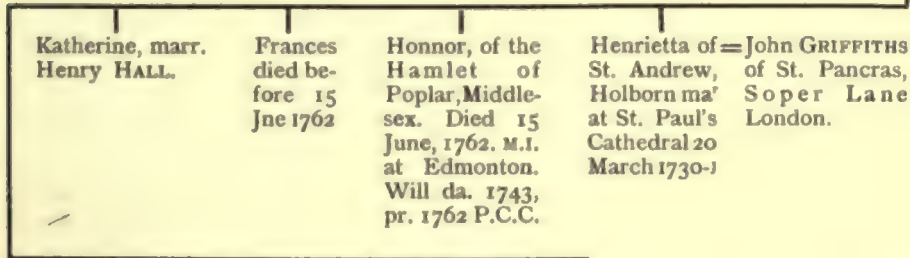 Katherine, marr.
Henry HALL.
Frances
died be-
fore 15
Jne 1762
Honnor, of the
Hamlet of
Poplar, Middle-
sex. Died 15
June, 1762. M.I.
at Edmonton.
Will da. 1743,
pr. 1762 P.C.C.
Henrietta of
St. Andrew,
Holborn mar
at St. Paul's
Cathedral 20
March 1730-1
=John GRIFFITHS
of St. Pancras,
Soper Lane
London.